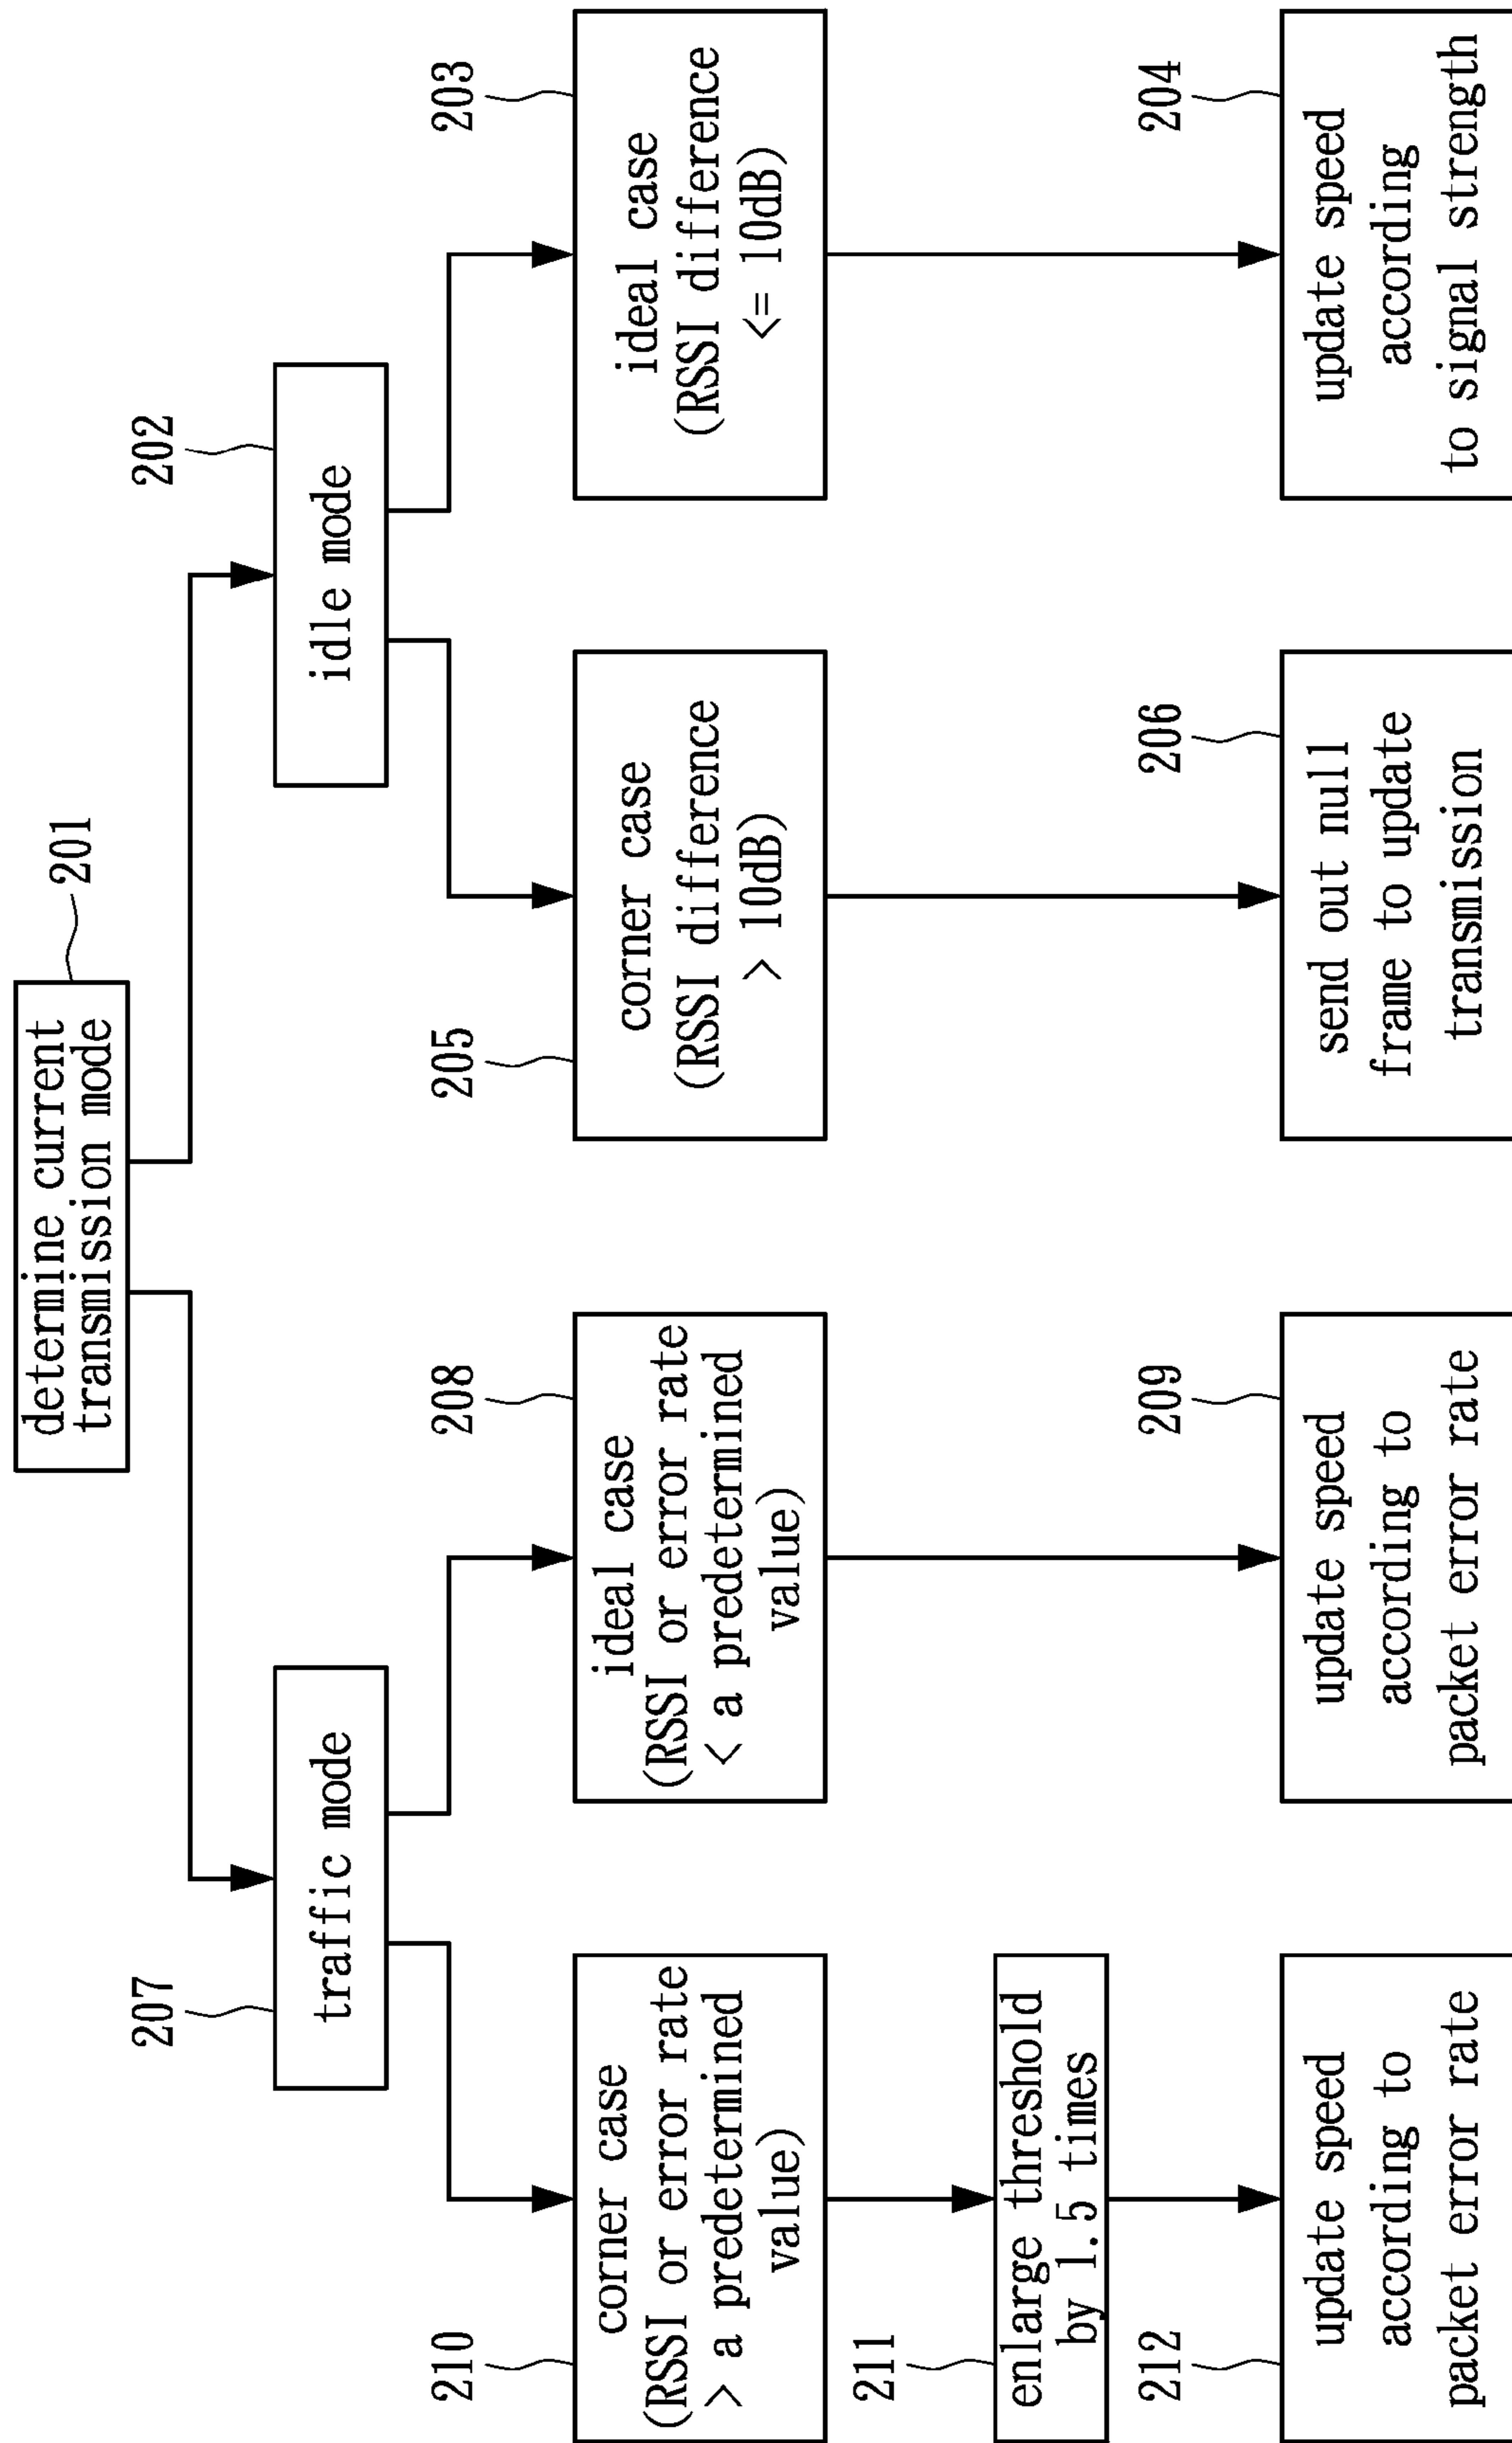 determine current
transmission mode
201
207
traffic mode
202
idle mode
210
corner case
(RSSI or error rate
> a predetermined
value)
208
ideal case
(RSSI or error rate
< a predetermined
value)
205
corner case
(RSSI difference
> 10dB)
203
ideal case
(RSSI difference
<= 10dB)
211
enlarge threshold
by 1.5 times
212
update speed
according to
packet error rate
209
update speed
according to
packet error rate
206
send out null
frame to update
transmission
204
update speed
according
to signal strength